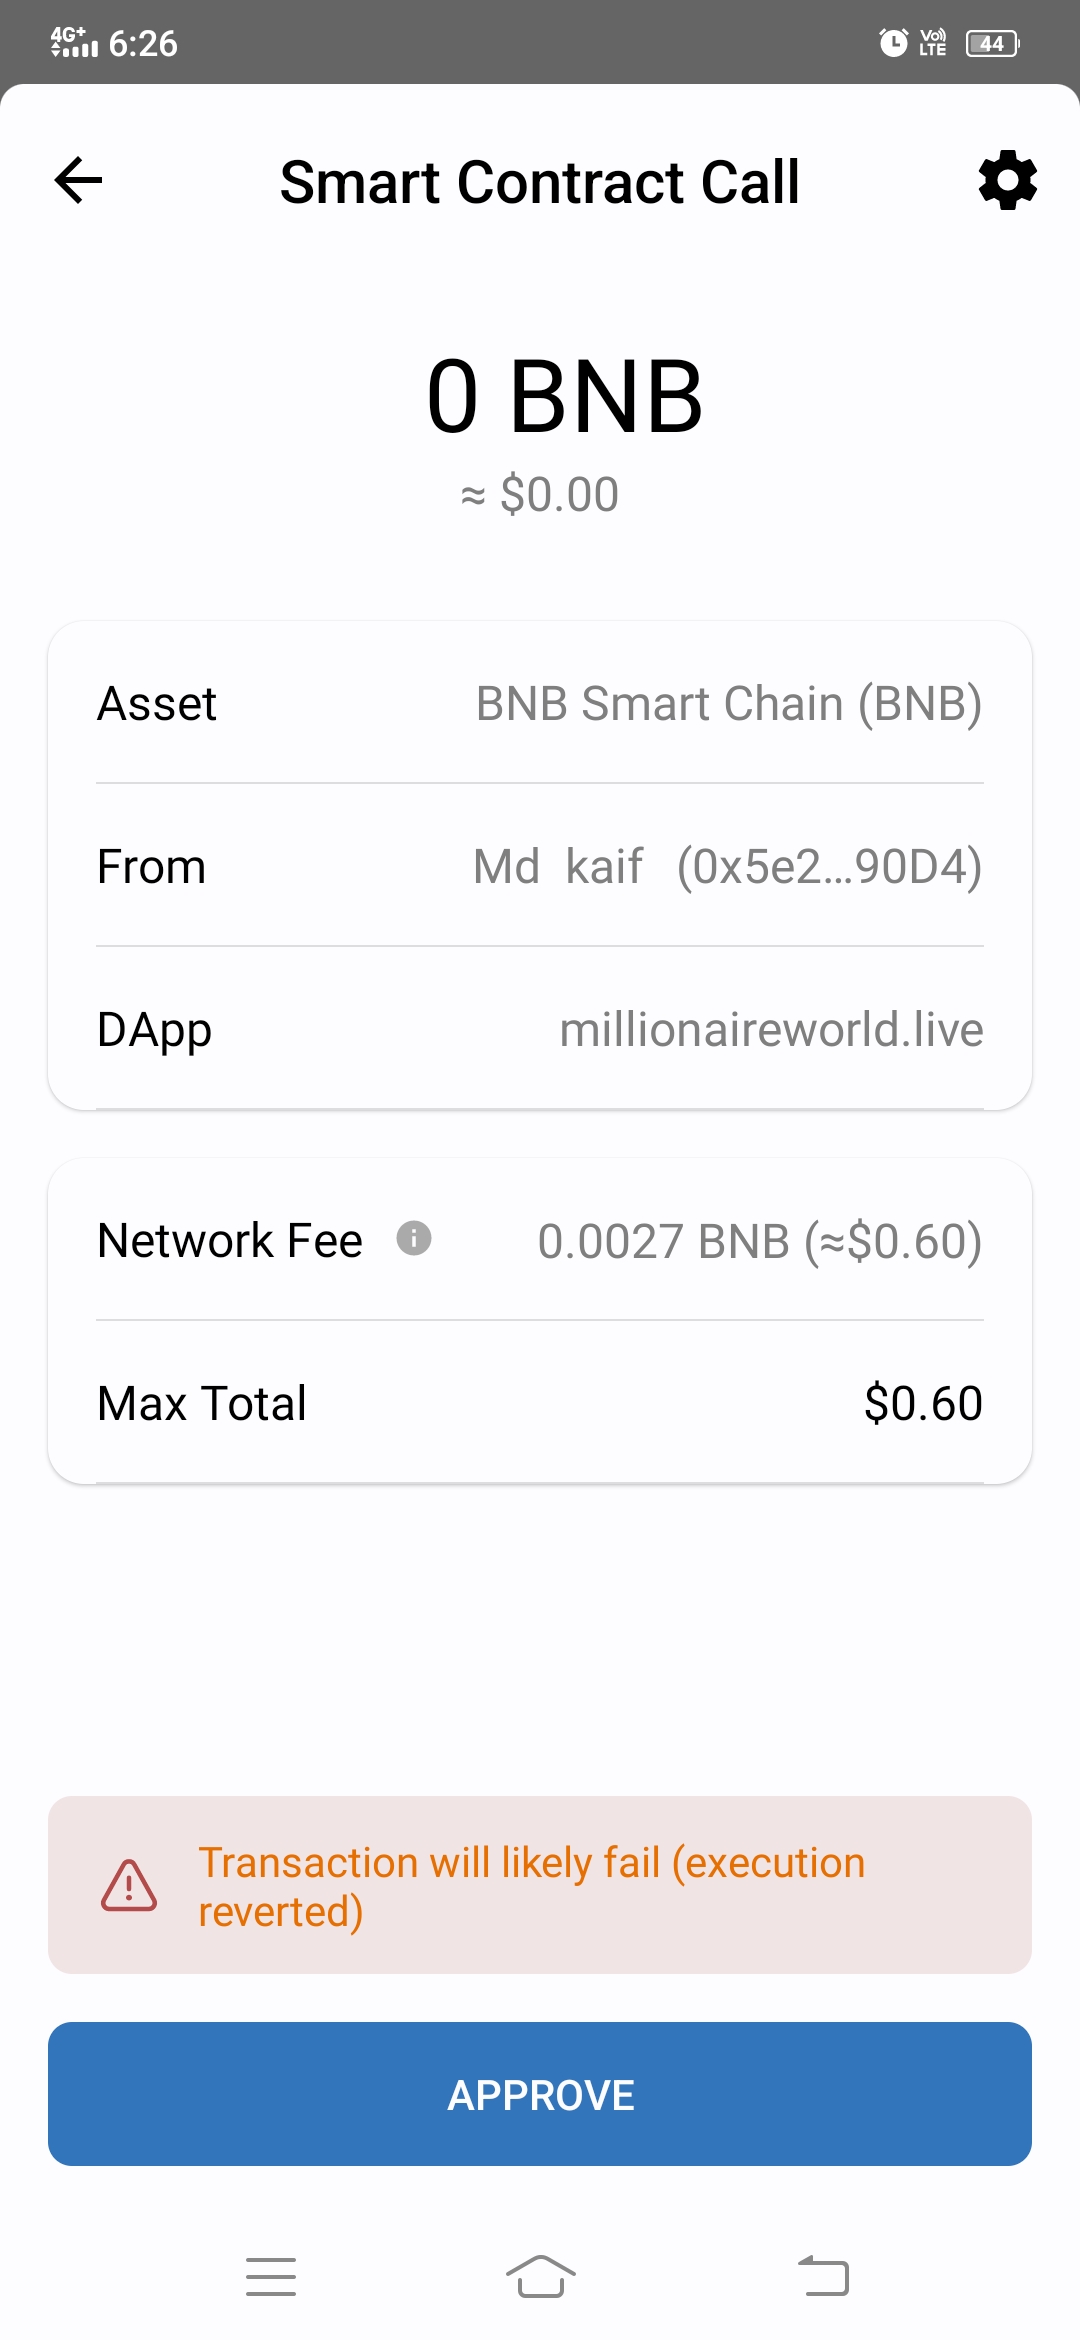 4G+ 6:26 Vo) LTE 44
Smart Contract Call
0 BNB
≈ $0.00
Asset BNB Smart Chain (BNB)
From Md kaif (0x5e2...90D4)
DApp millionaireworld.live
Network Fee 0.0027 BNB (≈$0.60)
Max Total $0.60
Transaction will likely fail (execution
reverted)
APPROVE